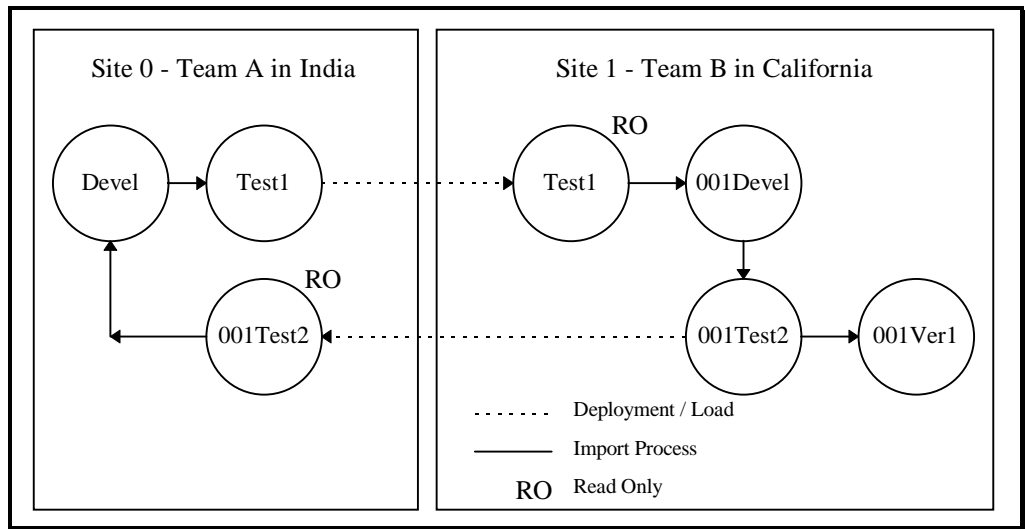 Site 0 - Team A in India
Devel
Test1
RO
001Test2
Site 1 - Team B in California
RO
Test1
001Devel
001Test2
001Ver1
Deployment / Load
Import Process
RO Read Only